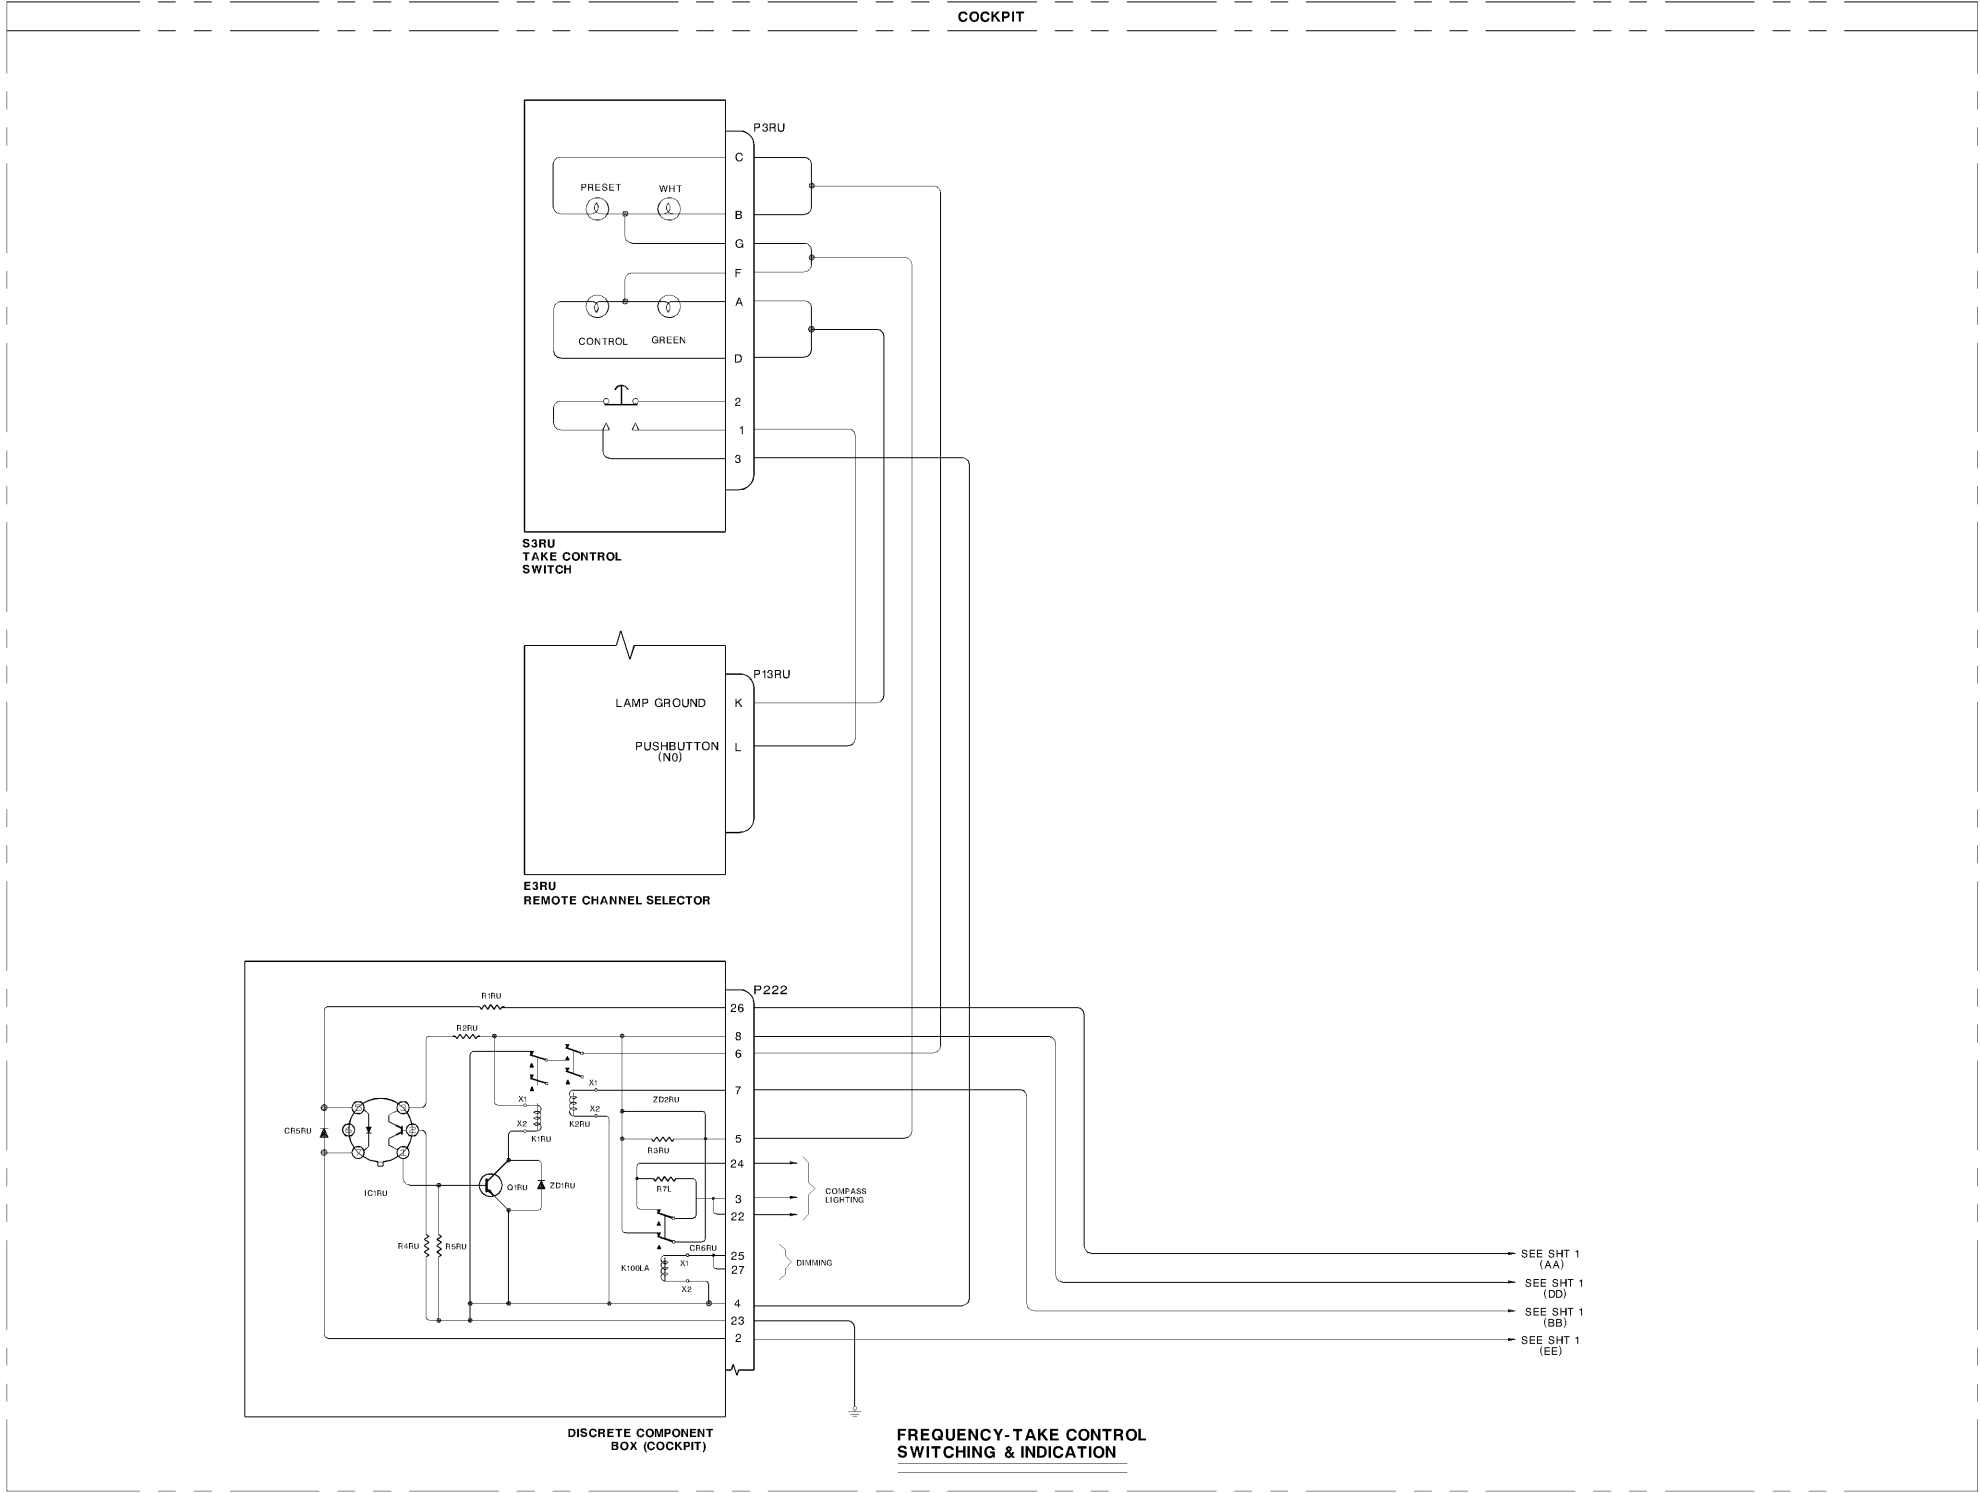 COCKPIT
P3RU
C
PRESET WHT
B
G
F
A
CONTROL GREEN
D
2
1
3
S3RU
TAKE CONTROL
SWITCH
P13RU
LAMP GROUND K
PUSHBUTTON L
(NO)
E3RU
REMOTE CHANNEL SELECTOR
P222
R1RU
26
R2RU
8
6
X1
7
X1 ZD2RU
X2
K2RU
CR5RU
X2
K1RU
5
R3RU
24
Q1RU ZD1RU
R7L
IC1RU
3
COMPASS
LIGHTING
22
R4RU R5RU
CR6RU
25
X1
K100LA
27
DIMMING
X2
4
23
2
SEE SHT 1
(AA)
SEE SHT 1
(DD)
SEE SHT 1
(BB)
SEE SHT 1
(EE)
DISCRETE COMPONENT
BOX (COCKPIT)
FREQUENCY-TAKE CONTROL
SWITCHING & INDICATION